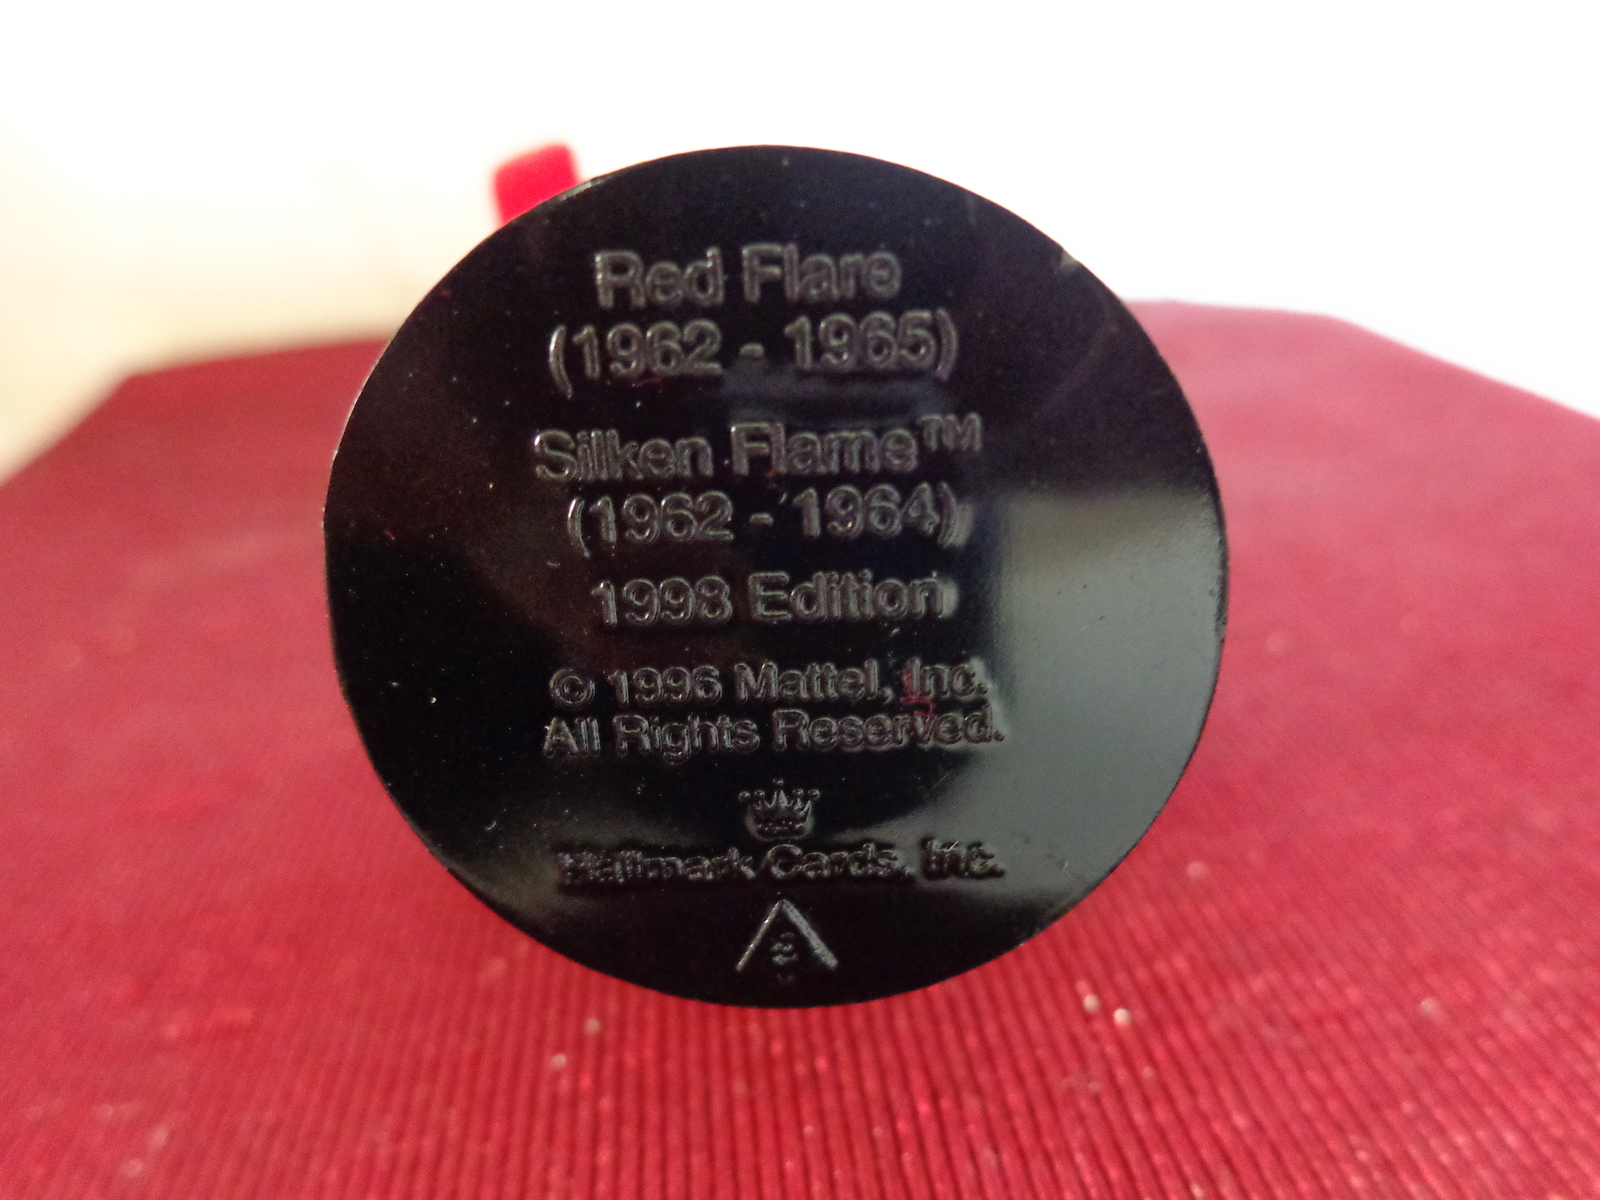 Red Flare
(1962 - 1965)
Silken Flame™
(1962 - 1964)
1998 Edition
© 1996 Mattel, Inc.
All Rights Reserved.
Hallmark Cards, Inc.